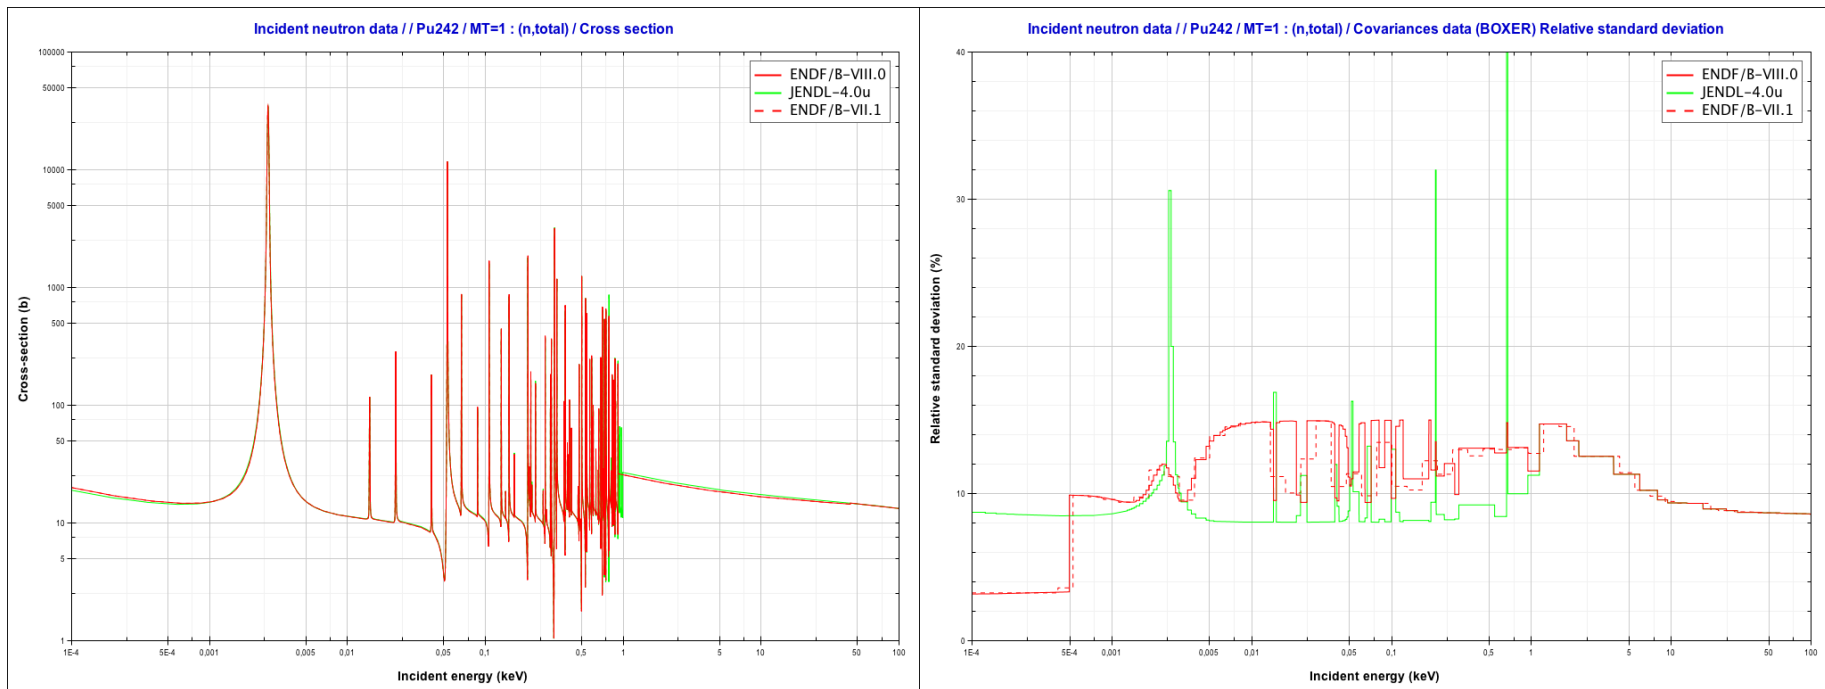 Incident neutron data / / Pu242 / MT=1 : (n,total) / Cross section
ENDF/B-VIII.0
JENDL-4.0u
ENDF/B-VII.1
Cross-section (b)
100000
50000
10000
5000
1000
500
100
50
10
5
1
1E-4
5E-4
0,001
0,005
0,01
0,05
0,1
0,5
1
5
10
50
100
Incident energy (keV)
Incident neutron data / / Pu242 / MT=1 : (n,total) / Covariances data (BOXER) Relative standard deviation
ENDF/B-VIII.0
JENDL-4.0u
ENDF/B-VII.1
Relative standard deviation (%)
40
30
20
10
0
1E-4
5E-4
0,001
0,005
0,01
0,05
0,1
0,5
1
5
10
50
100
Incident energy (keV)